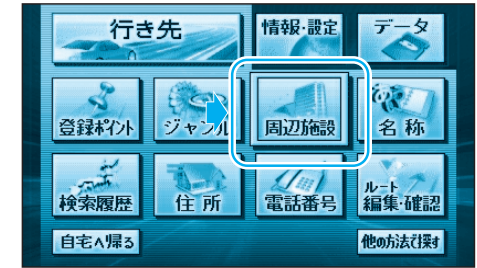 行き先
情報・設定
データ
登録ポイント
ジャンル
周辺施設
名称
検索履歴
住所
電話番号
ルート
編集・確認
自宅へ帰る
他の方法で探す